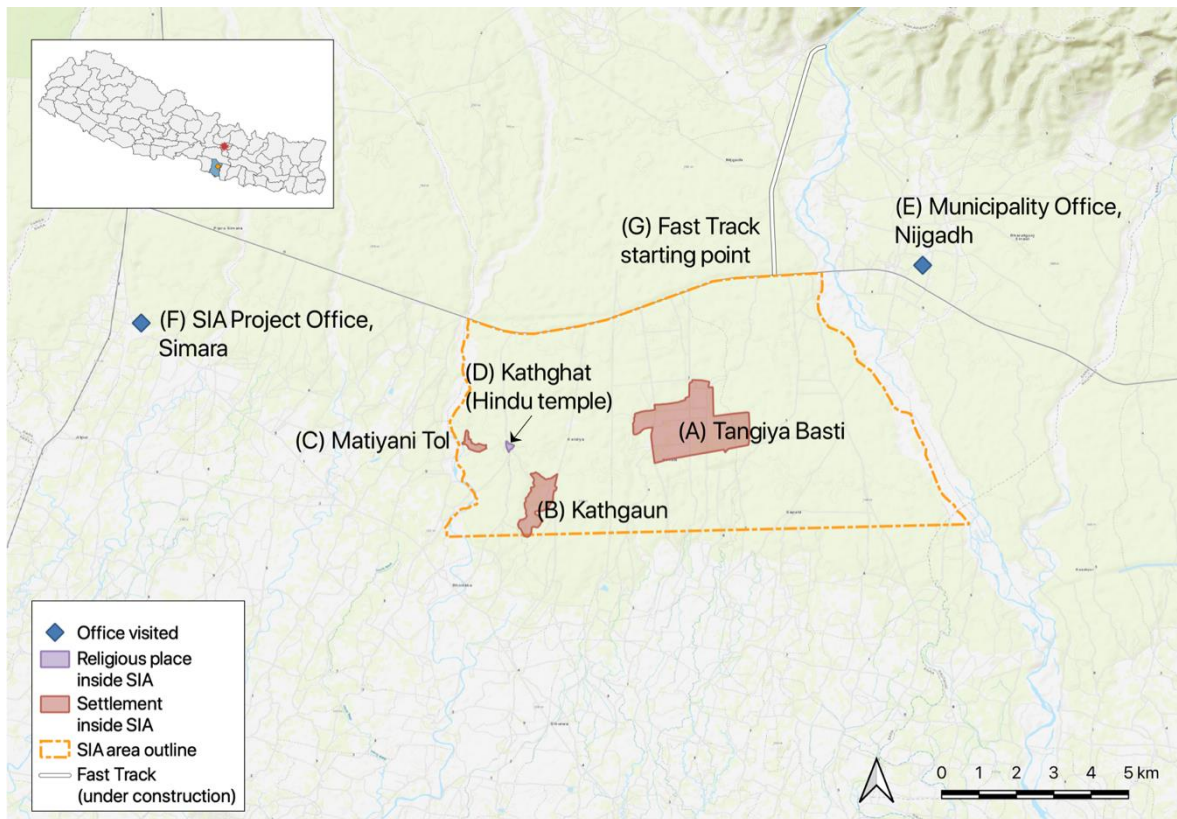 (E) Municipality Office,
Nijgadh
(G) Fast Track
starting point
(F) SIA Project Office,
Simara
(D) Kathghat
(Hindu temple)
(C) Matiyani Tol
(A) Tangiya Basti
(B) Kathgaun
Office visited
Religious place
inside SIA
Settlement
inside SIA
SIA area outline
Fast Track
(under construction)
0 1 2 3 4 5 km